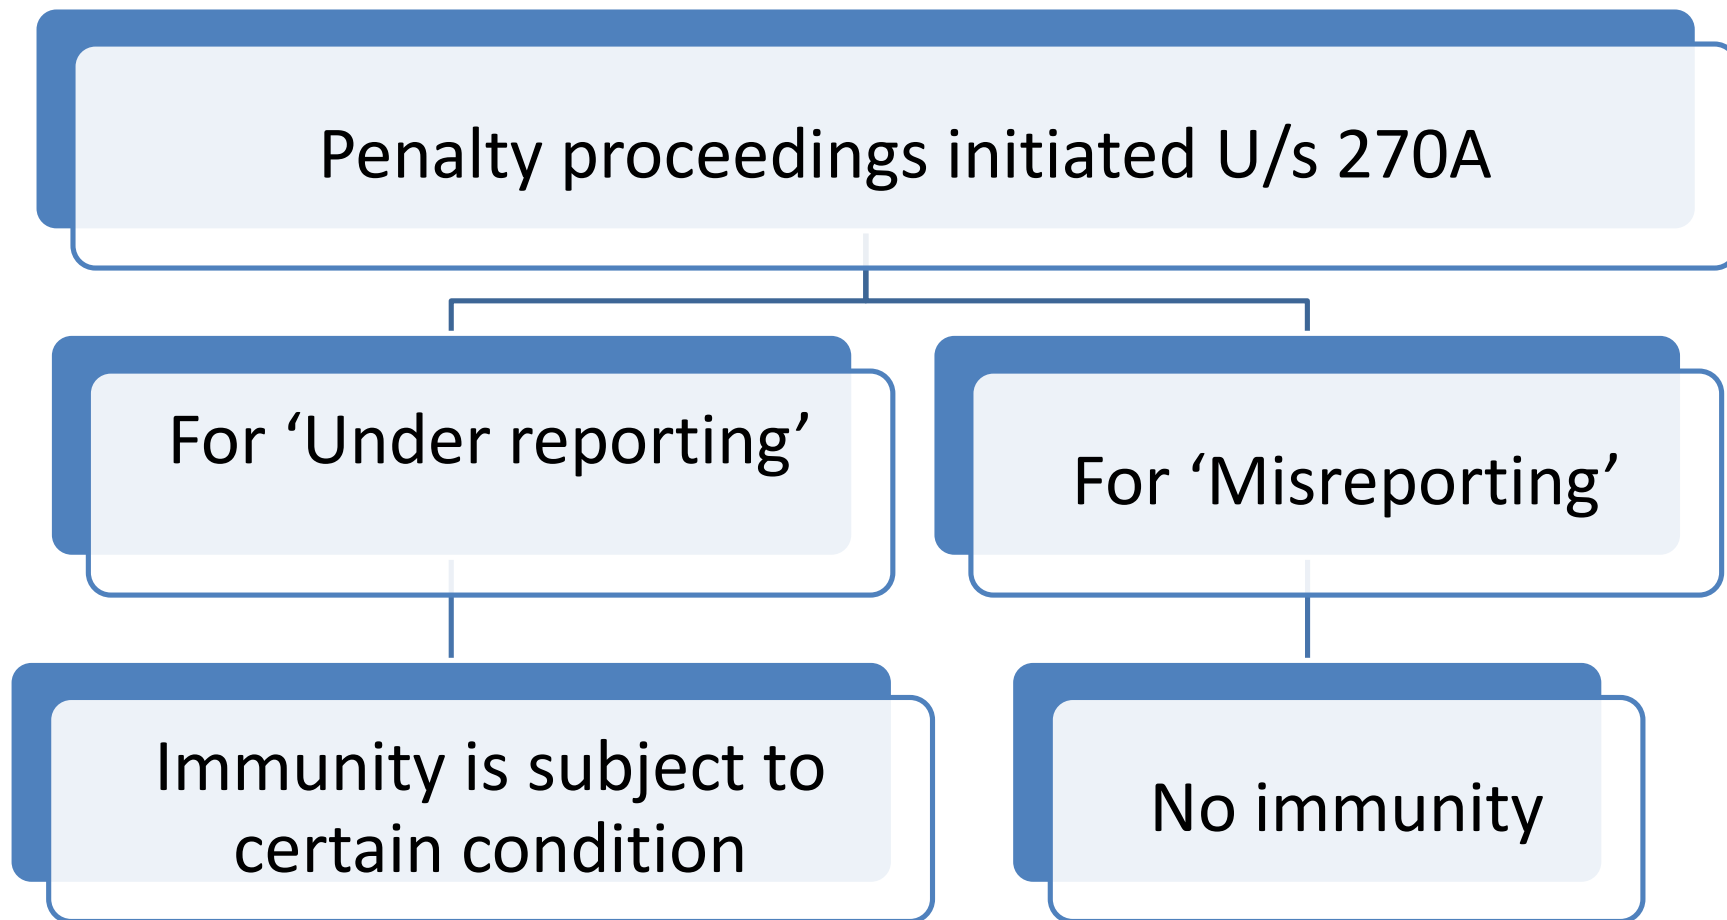 Penalty proceedings initiated U/s 270A
For ‘Under reporting’
For ‘Misreporting’
Immunity is subject to
certain condition
No immunity